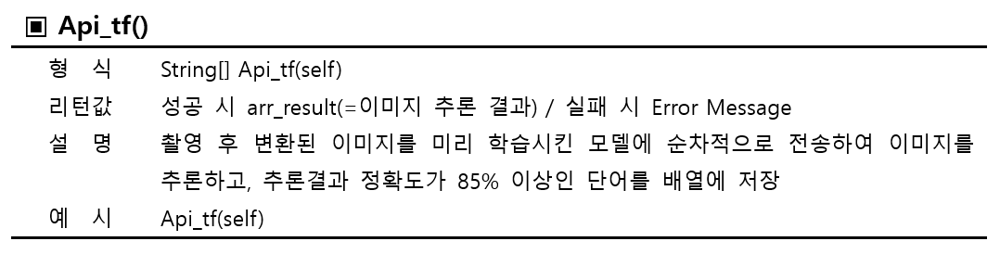 ▣ Api_tf()
형 식 String[] Api_tf(self)
리턴값 성공 시 arr_result(=이미지 추론 결과) / 실패 시 Error Message
설 명 촬영 후 변환된 이미지를 미리 학습시킨 모델에 순차적으로 전송하여 이미지를
추론하고, 추론결과 정확도가 85% 이상인 단어를 배열에 저장
예 시 Api_tf(self)